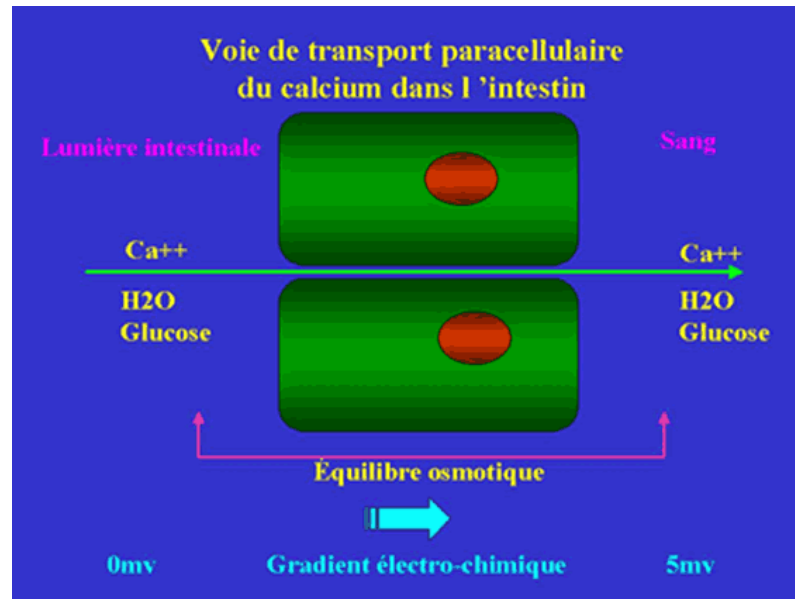 Voie de transport paracellulaire
du calcium dans l ’intestin
Lumière intestinale
Sang
Ca++
Ca++
H2O
H2O
Glucose
Glucose
Équilibre osmotique
0mv
Gradient électro-chimique
5mv